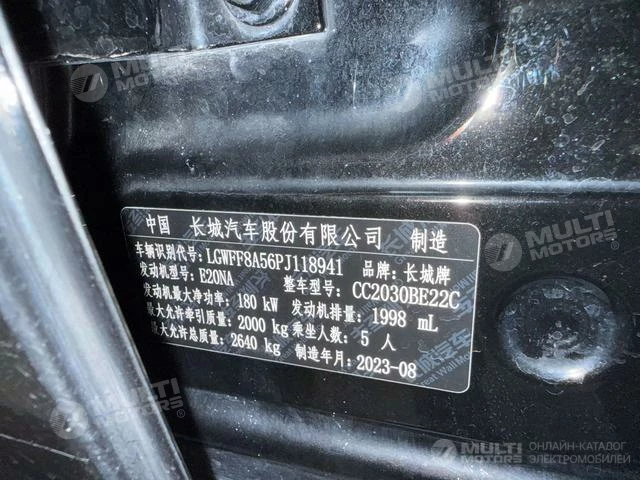 中国 长城汽车股份有限公司 制造
车辆识别代号: LGWFF8A56PJ118941 品牌: 长城牌
发动机型号: E20NA 整车型号: CC2030BE22C
发动机最大净功率: 180 kW 发动机排量: 1998 mL
最大允许牵引质量: 2000 kg 乘坐人数: 5 人
最大允许总质量: 2640 kg 制造年月: 2023-08
MULTI MOTORS
MULTI MOTORS
MULTI MOTORS
MULTI MOTORS
MULTI MOTORS ОНЛАЙН-КАТАЛОГ ЭЛЕКТРОМОБИЛЕЙ